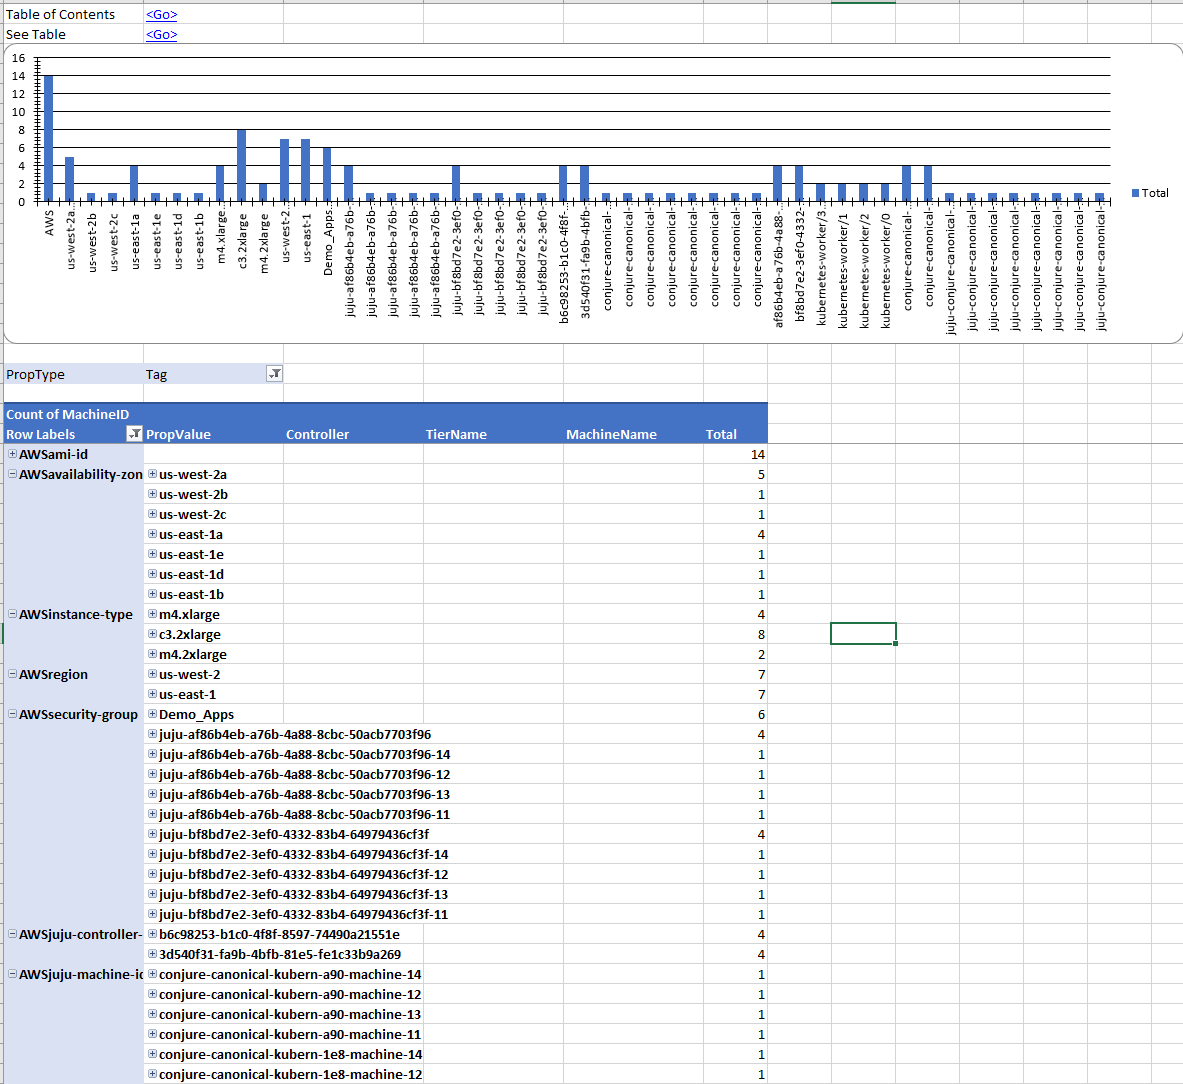 Table of Contents <Go>
See Table <Go>
16
14
12
10
8
6
4
2
0
AWS
us-west-2a…
us-west-2b
us-west-2c
us-east-1a
us-east-1e
us-east-1d
us-east-1b
m4.xlarge…
c3.2xlarge
m4.2xlarge
us-west-2…
us-east-1
Demo_Apps…
juju-af86b4eb-a76b-…
juju-af86b4eb-a76b-…
juju-af86b4eb-a76b-…
juju-af86b4eb-a76b-…
juju-af86b4eb-a76b-…
juju-bf8bd7e2-3ef0-…
juju-bf8bd7e2-3ef0-…
juju-bf8bd7e2-3ef0-…
juju-bf8bd7e2-3ef0-…
juju-bf8bd7e2-3ef0-…
b6c98253-b1c0-4f8f-…
3d540f31-fa9b-4bfb-…
conjure-canonical-…
conjure-canonical-…
conjure-canonical-…
conjure-canonical-…
conjure-canonical-…
conjure-canonical-…
conjure-canonical-…
conjure-canonical-…
af86b4eb-a76b-4a88-…
bf8bd7e2-3ef0-4332-…
kubernetes-worker/3…
kubernetes-worker/1
kubernetes-worker/2
kubernetes-worker/0
conjure-canonical-…
conjure-canonical-…
juju-conjure-canonical-…
juju-conjure-canonical-…
juju-conjure-canonical-…
juju-conjure-canonical-…
juju-conjure-canonical-…
juju-conjure-canonical-…
juju-conjure-canonical-…
juju-conjure-canonical-…
Total
PropType Tag
Count of MachineID
Row Labels PropValue Controller TierName MachineName Total
AWSami-id 14
AWSavailability-zon us-west-2a 5
us-west-2b 1
us-west-2c 1
us-east-1a 4
us-east-1e 1
us-east-1d 1
us-east-1b 1
AWSinstance-type m4.xlarge 4
c3.2xlarge 8
m4.2xlarge 2
AWSregion us-west-2 7
us-east-1 7
AWSsecurity-group Demo_Apps 6
juju-af86b4eb-a76b-4a88-8cbc-50acb7703f96 4
juju-af86b4eb-a76b-4a88-8cbc-50acb7703f96-14 1
juju-af86b4eb-a76b-4a88-8cbc-50acb7703f96-12 1
juju-af86b4eb-a76b-4a88-8cbc-50acb7703f96-13 1
juju-af86b4eb-a76b-4a88-8cbc-50acb7703f96-11 1
juju-bf8bd7e2-3ef0-4332-83b4-64979436cf3f 4
juju-bf8bd7e2-3ef0-4332-83b4-64979436cf3f-14 1
juju-bf8bd7e2-3ef0-4332-83b4-64979436cf3f-12 1
juju-bf8bd7e2-3ef0-4332-83b4-64979436cf3f-13 1
juju-bf8bd7e2-3ef0-4332-83b4-64979436cf3f-11 1
AWSjuju-controller- b6c98253-b1c0-4f8f-8597-74490a21551e 4
3d540f31-fa9b-4bfb-81e5-fe1c33b9a269 4
AWSjuju-machine-id conjure-canonical-kubern-a90-machine-14 1
conjure-canonical-kubern-a90-machine-12 1
conjure-canonical-kubern-a90-machine-13 1
conjure-canonical-kubern-a90-machine-11 1
conjure-canonical-kubern-1e8-machine-14 1
conjure-canonical-kubern-1e8-machine-12 1